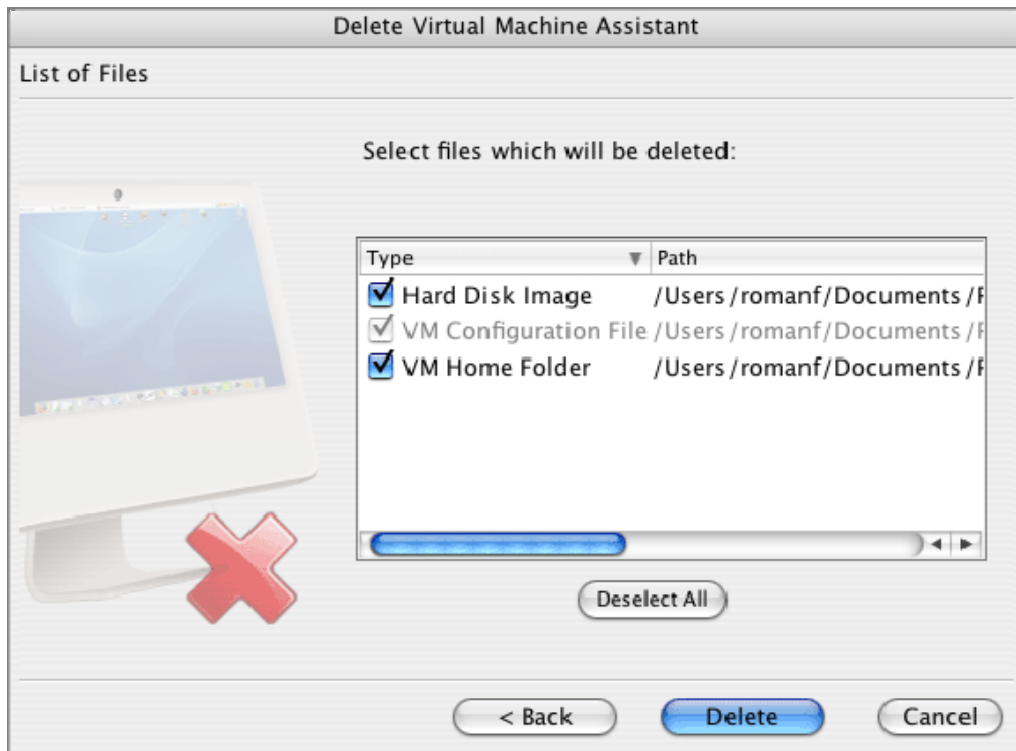 Delete Virtual Machine Assistant
List of Files
Select files which will be deleted:
Type Path
Hard Disk Image /Users/romanf/Documents/
VM Configuration File /Users/romanf/Documents/
VM Home Folder /Users/romanf/Documents/
Deselect All
< Back Delete Cancel